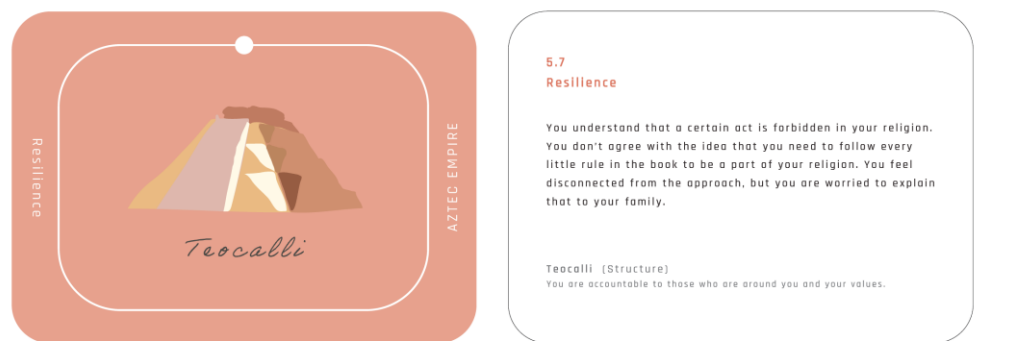 Resilience
Teocalli
AZTEC EMPIRE
5.7
Resilience
You understand that a certain act is forbidden in your religion.
You don't agree with the idea that you need to follow every
little rule in the book to be a part of your religion. You feel
disconnected from the approach, but you are worried to explain
that to your family.
Teocalli (Structure)
You are accountable to those who are around you and your values.